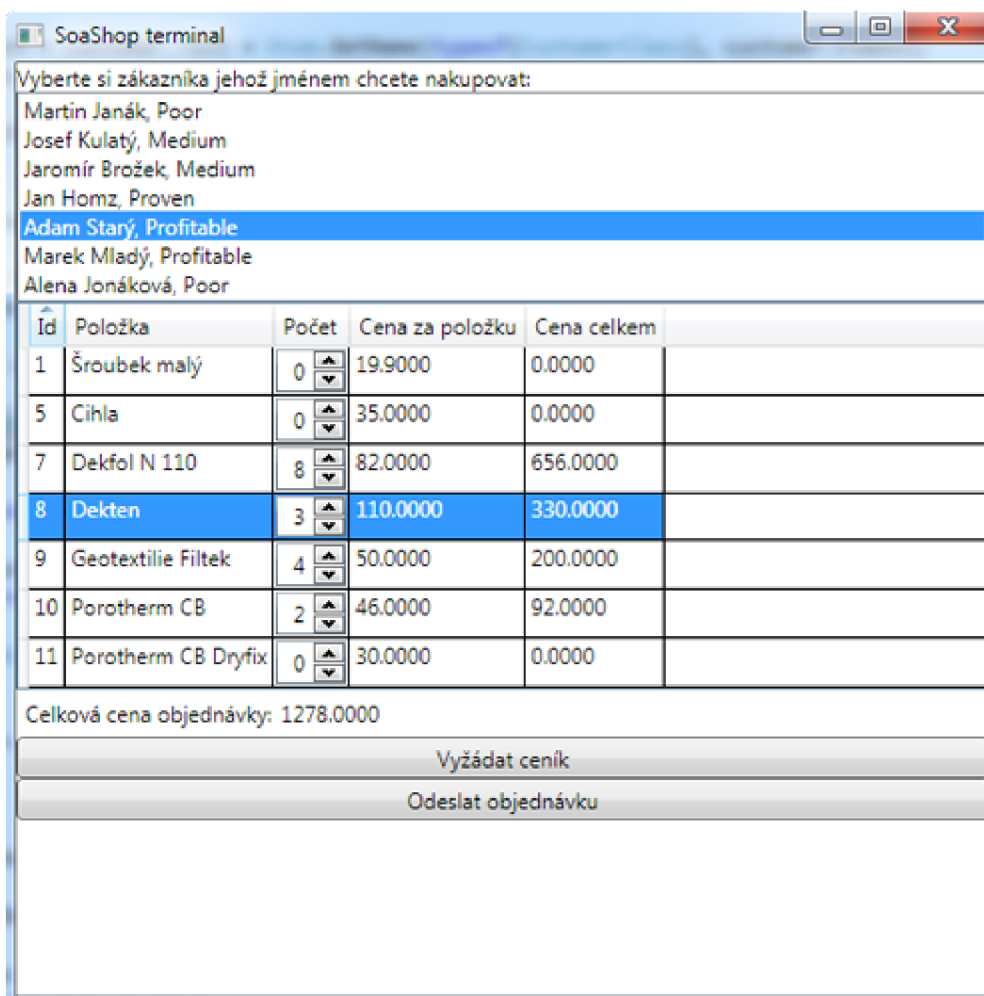 SoaShop terminal
Vyberte si zákazníka jehož jménem chcete nakupovat:
Martin Janák, Poor
Josef Kulatý, Medium
Jaromír Brožek, Medium
Jan Homz, Proven
Adam Starý, Profitable
Marek Mladý, Profitable
Alena Jonáková, Poor
Id Položka Počet Cena za položku Cena celkem
1 Šroubek malý 0 19.9000 0.0000
5 Cihla 0 35.0000 0.0000
7 Dekfol N 110 8 82.0000 656.0000
8 Dekten 3 110.0000 330.0000
9 Geotextilie Filtek 4 50.0000 200.0000
10 Porotherm CB 2 46.0000 92.0000
11 Porotherm CB Dryfix 0 30.0000 0.0000
Celková cena objednávky: 1278.0000
Vyžádat ceník
Odeslat objednávku